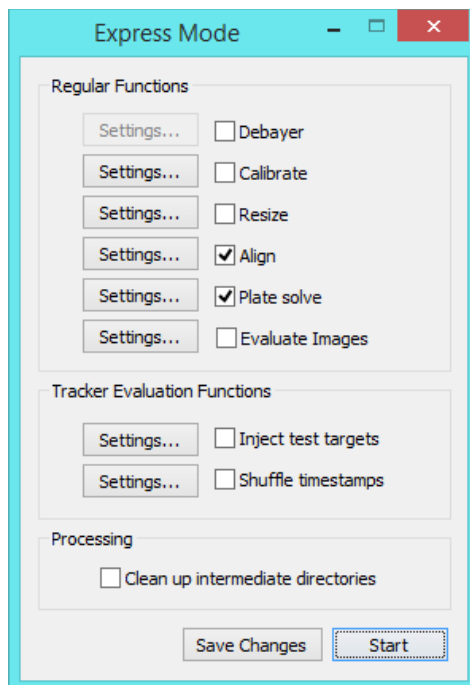 Express Mode
Regular Functions
Settings... Debayer
Settings... Calibrate
Settings... Resize
Settings... Align
Settings... Plate solve
Settings... Evaluate Images
Tracker Evaluation Functions
Settings... Inject test targets
Settings... Shuffle timestamps
Processing
Clean up intermediate directories
Save Changes Start